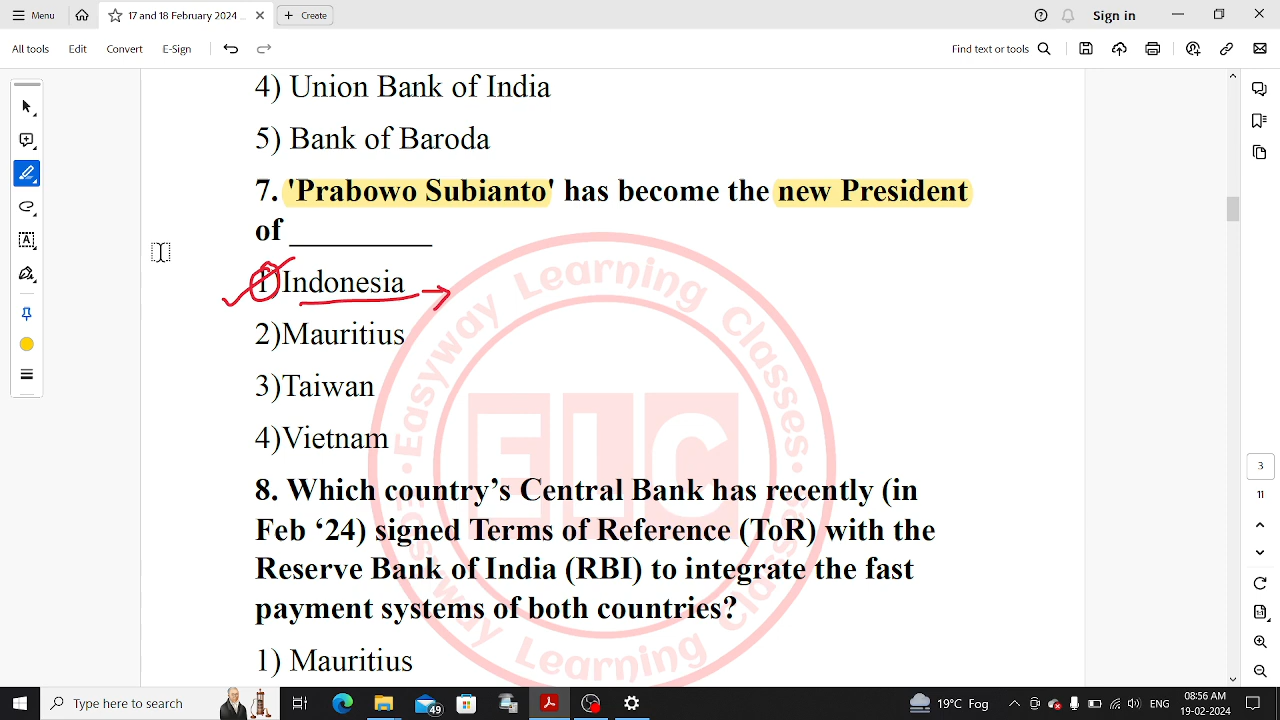 Menu
17 and 18 February 2024 ...
Create
Sign in
All tools Edit Convert E-Sign
Find text or tools
4) Union Bank of India
5) Bank of Baroda
7. 'Prabowo Subianto' has become the new President
of __________
1)Indonesia
2)Mauritius
3)Taiwan
4)Vietnam
8. Which country’s Central Bank has recently (in
Feb ‘24) signed Terms of Reference (ToR) with the
Reserve Bank of India (RBI) to integrate the fast
payment systems of both countries?
1) Mauritius
Easyway Learning Classes
ELC
Easyway Learning Classes
3
11
Type here to search
49
19°C Fog
ENG
08:56 AM
19-02-2024